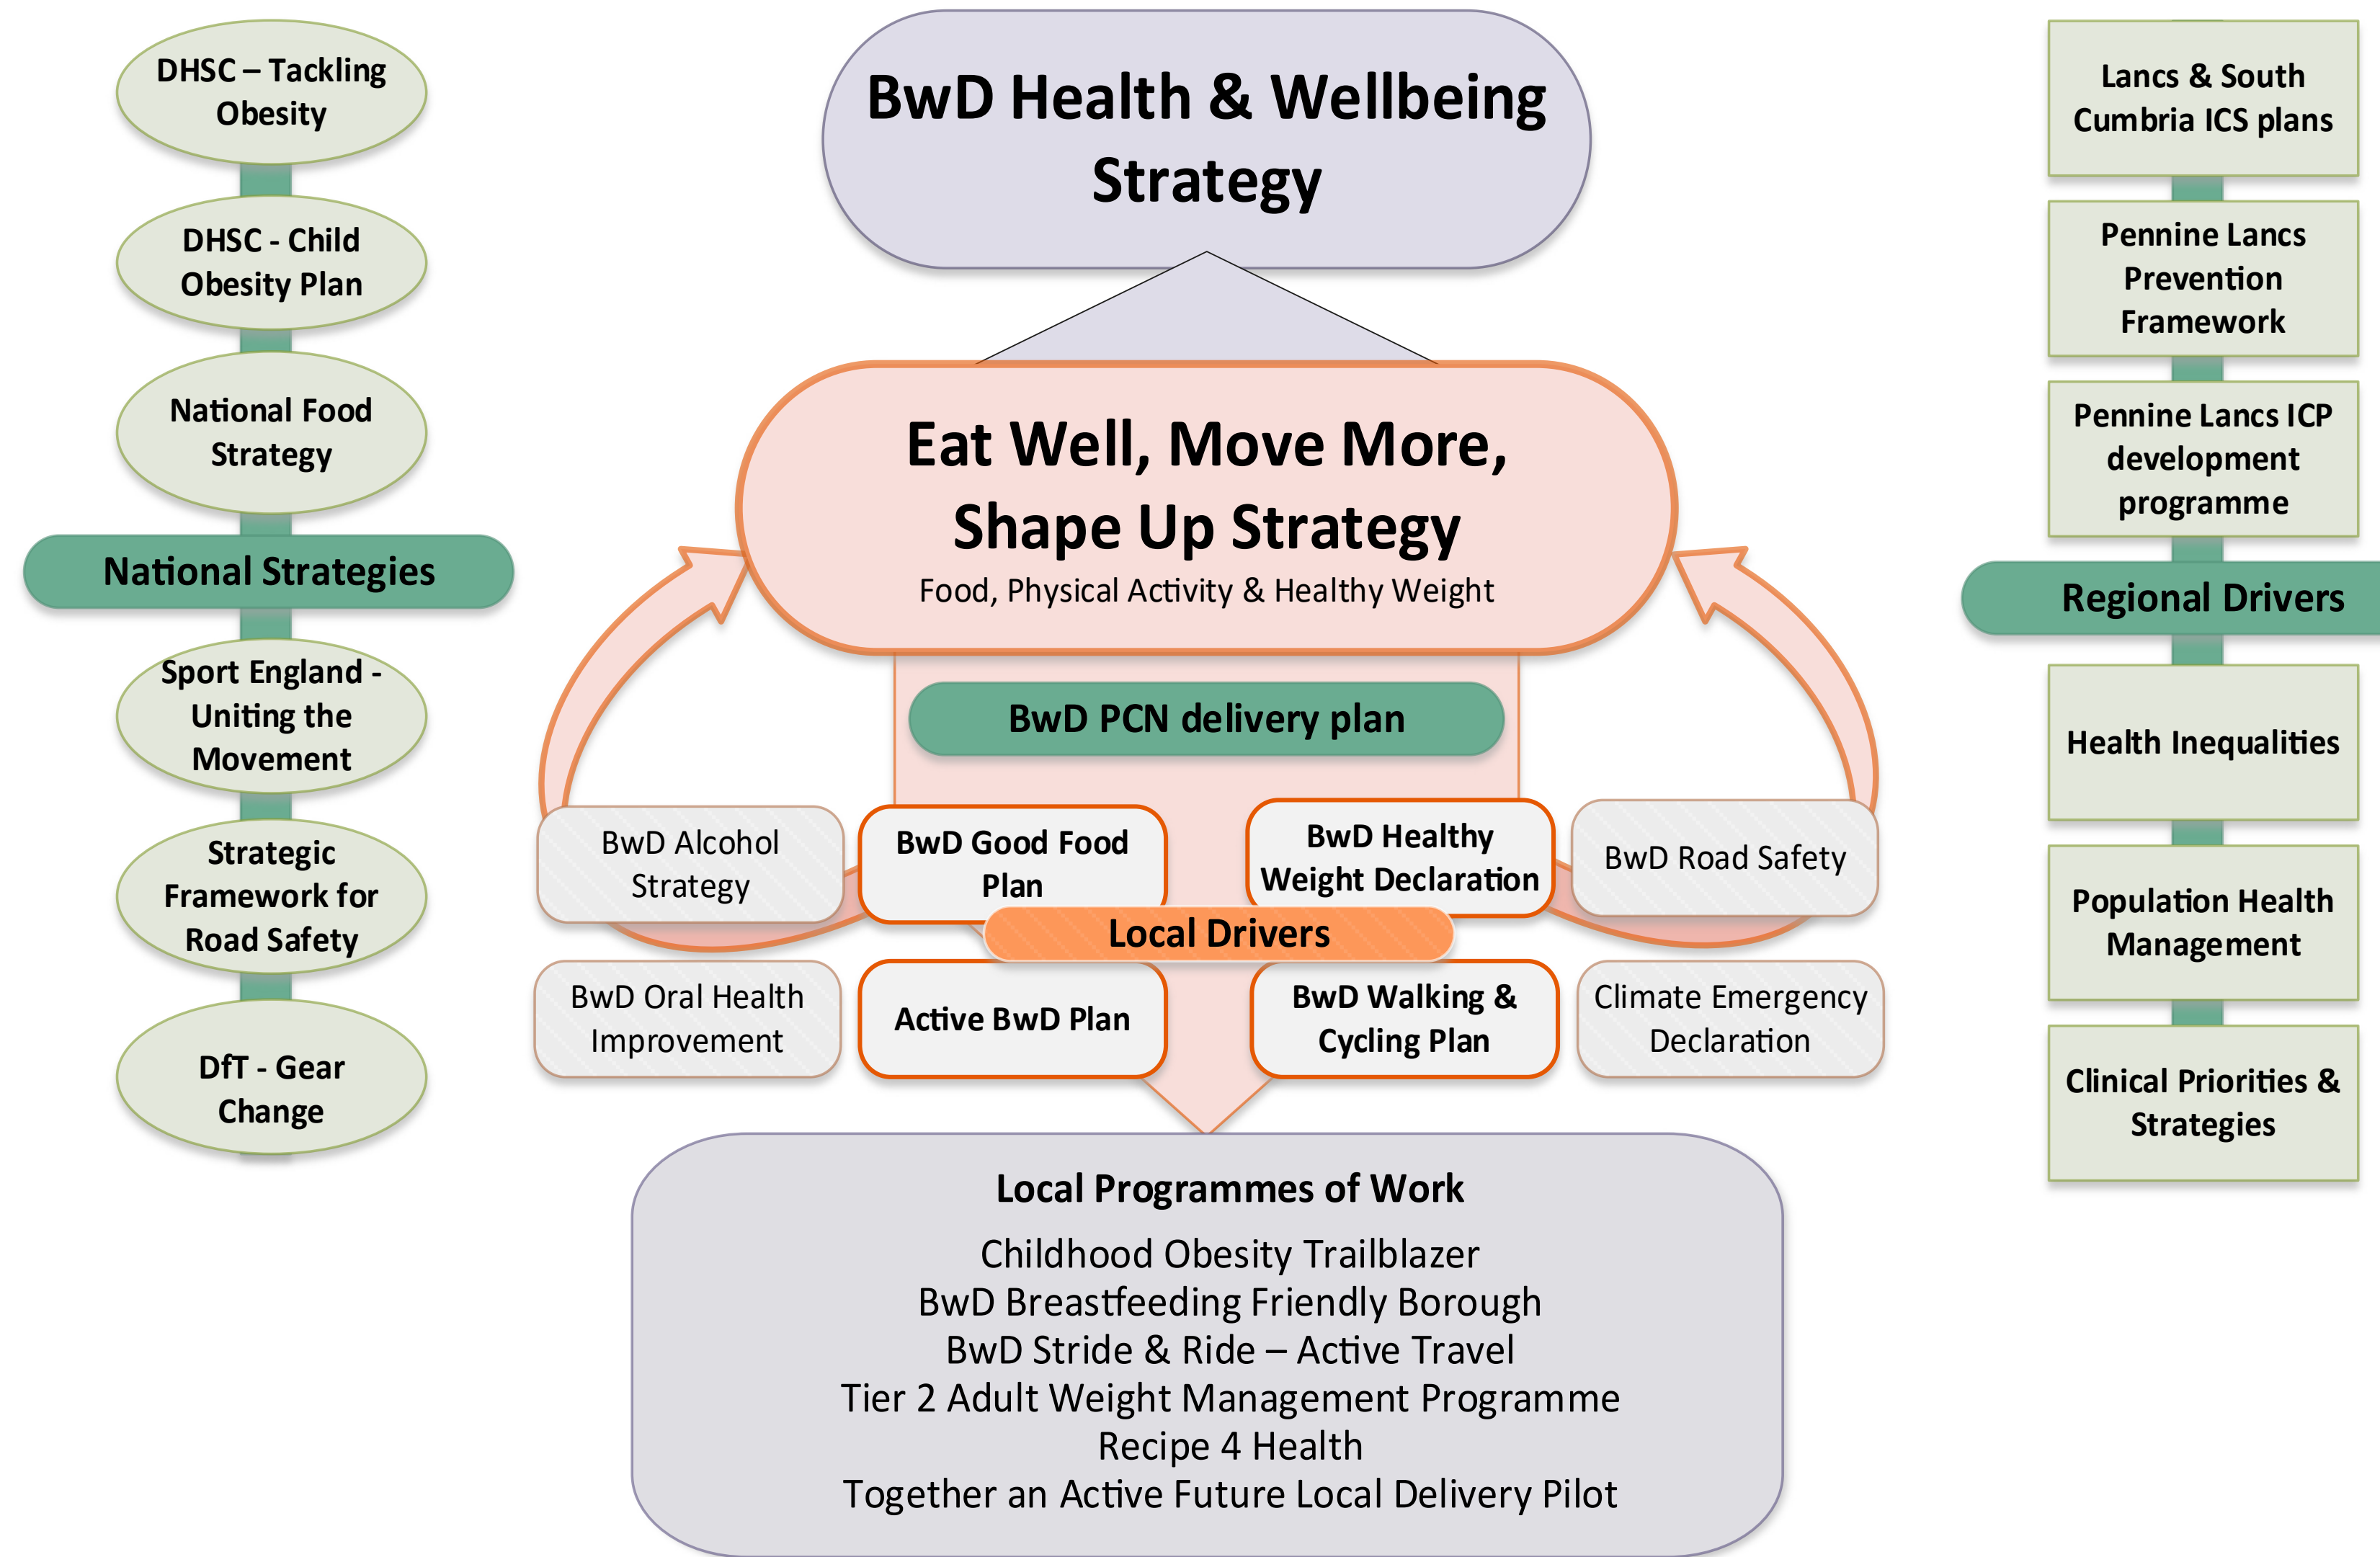 DHSC – Tackling
Obesity
DHSC - Child
Obesity Plan
National Food
Strategy
National Strategies
Sport England -
Uniting the
Movement
Strategic
Framework for
Road Safety
DfT - Gear
Change
BwD Health & Wellbeing
Strategy
Eat Well, Move More,
Shape Up Strategy
Food, Physical Activity & Healthy Weight
BwD PCN delivery plan
BwD Alcohol
Strategy
BwD Good Food
Plan
BwD Healthy
Weight Declaration
BwD Road Safety
Local Drivers
BwD Oral Health
Improvement
Active BwD Plan
BwD Walking &
Cycling Plan
Climate Emergency
Declaration
Local Programmes of Work
Childhood Obesity Trailblazer
BwD Breastfeeding Friendly Borough
BwD Stride & Ride – Active Travel
Tier 2 Adult Weight Management Programme
Recipe 4 Health
Together an Active Future Local Delivery Pilot
Lancs & South
Cumbria ICS plans
Pennine Lancs
Prevention
Framework
Pennine Lancs ICP
development
programme
Regional Drivers
Health Inequalities
Population Health
Management
Clinical Priorities &
Strategies